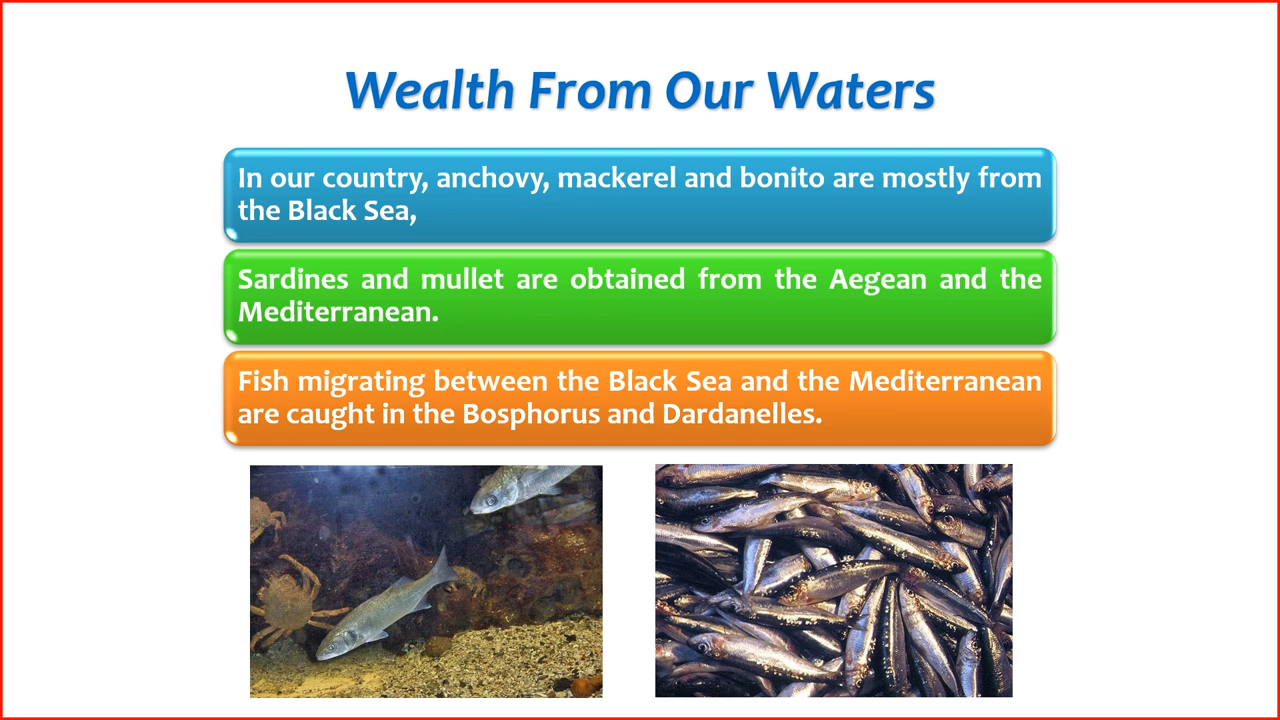 Wealth From Our Waters
In our country, anchovy, mackerel and bonito are mostly from
the Black Sea,
Sardines and mullet are obtained from the Aegean and the
Mediterranean.
Fish migrating between the Black Sea and the Mediterranean
are caught in the Bosphorus and Dardanelles.